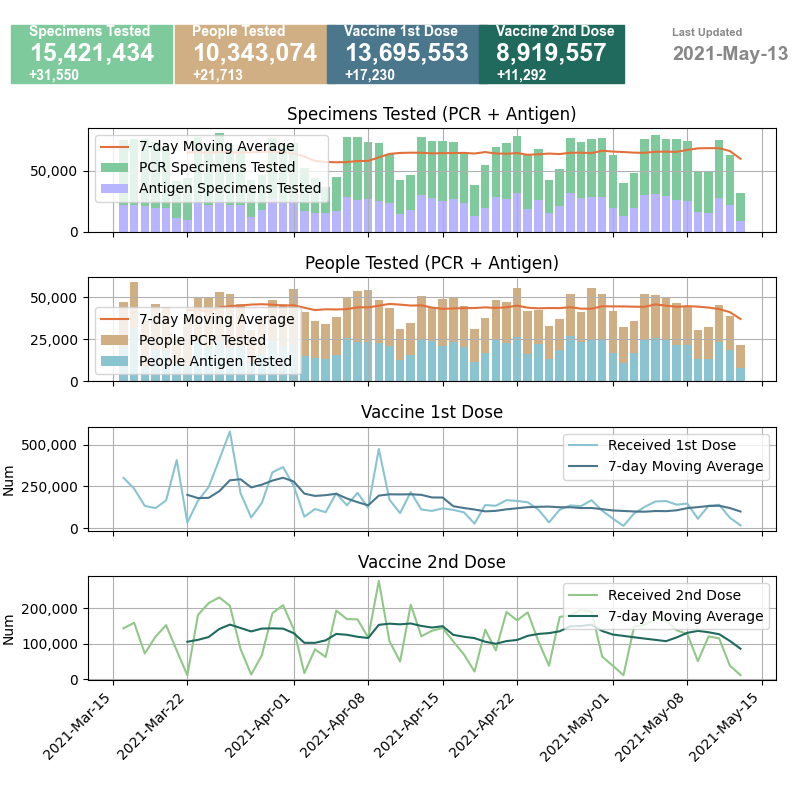 Specimens Tested
15,421,434
+31,550
People Tested
10,343,074
+21,713
Vaccine 1st Dose
13,695,553
+17,230
Vaccine 2nd Dose
8,919,557
+11,292
Last Updated
2021-May-13
Specimens Tested (PCR + Antigen)
7-day Moving Average
PCR Specimens Tested
Antigen Specimens Tested
50,000
0
People Tested (PCR + Antigen)
7-day Moving Average
People PCR Tested
People Antigen Tested
50,000
25,000
0
Vaccine 1st Dose
Received 1st Dose
7-day Moving Average
500,000
250,000
0
Num
Vaccine 2nd Dose
Received 2nd Dose
7-day Moving Average
200,000
100,000
0
Num
2021-Mar-15
2021-Mar-22
2021-Apr-01
2021-Apr-08
2021-Apr-15
2021-Apr-22
2021-May-01
2021-May-08
2021-May-15